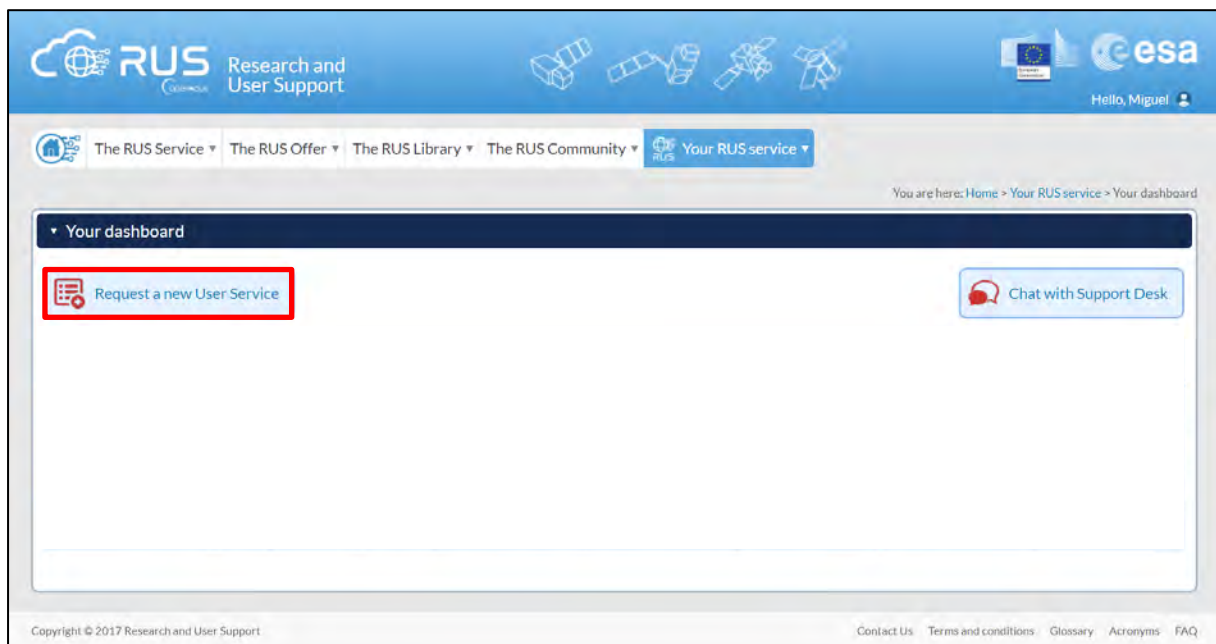 RUS
Research and
User Support
esa
Hello, Miguel
The RUS Service The RUS Offer The RUS Library The RUS Community RUS Your RUS service
You are here: Home > Your RUS service > Your dashboard
Your dashboard
Request a new User Service
Chat with Support Desk
Copyright © 2017 Research and User Support
Contact Us Terms and conditions Glossary Acronyms FAQ